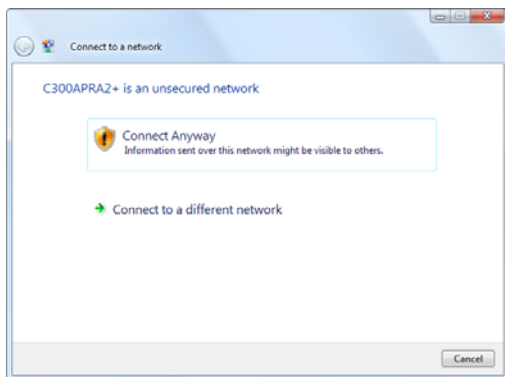 Connect to a network
C300APRA2+ is an unsecured network
Connect Anyway
Information sent over this network might be visible to others.
Connect to a different network
Cancel